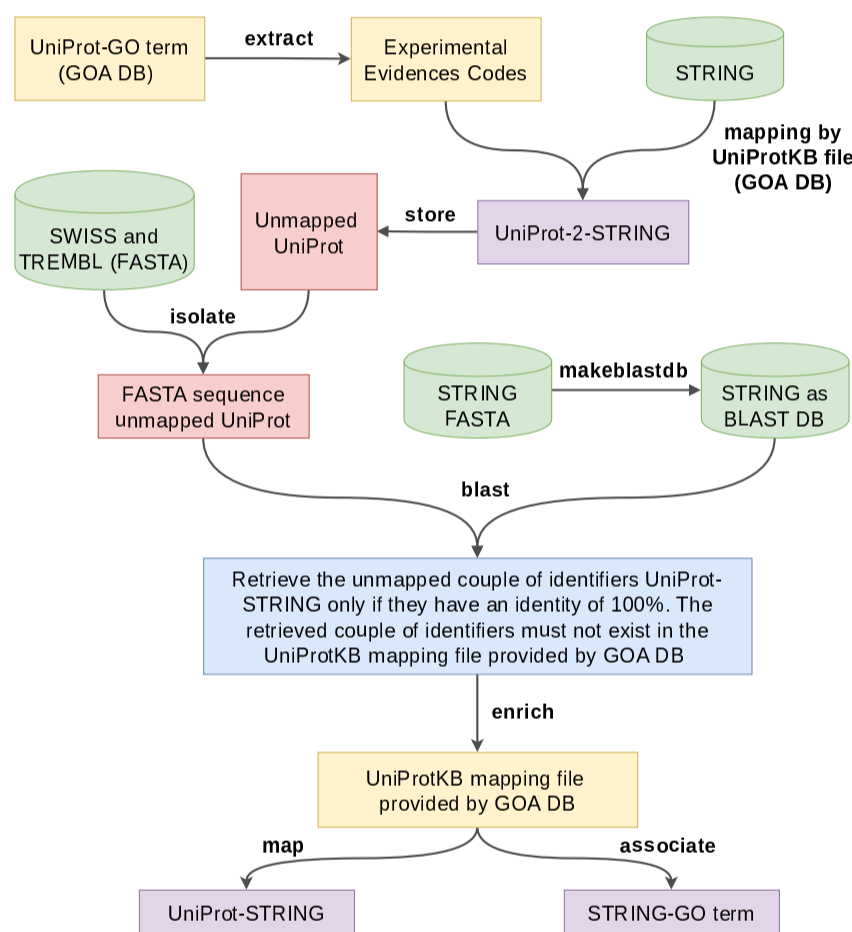 UniProt-GO term
(GOA DB)
extract
Experimental
Evidences Codes
STRING
mapping by
UniProtKB file
(GOA DB)
SWISS and
TREMBL (FASTA)
Unmapped
UniProt
store
UniProt-2-STRING
isolate
FASTA sequence
unmapped UniProt
STRING
FASTA
makeblastdb
STRING as
BLAST DB
blast
Retrieve the unmapped couple of identifiers UniProt-
STRING only if they have an identity of 100%. The
retrieved couple of identifiers must not exist in the
UniProtKB mapping file provided by GOA DB
enrich
UniProtKB mapping file
provided by GOA DB
map
associate
UniProt-STRING
STRING-GO term